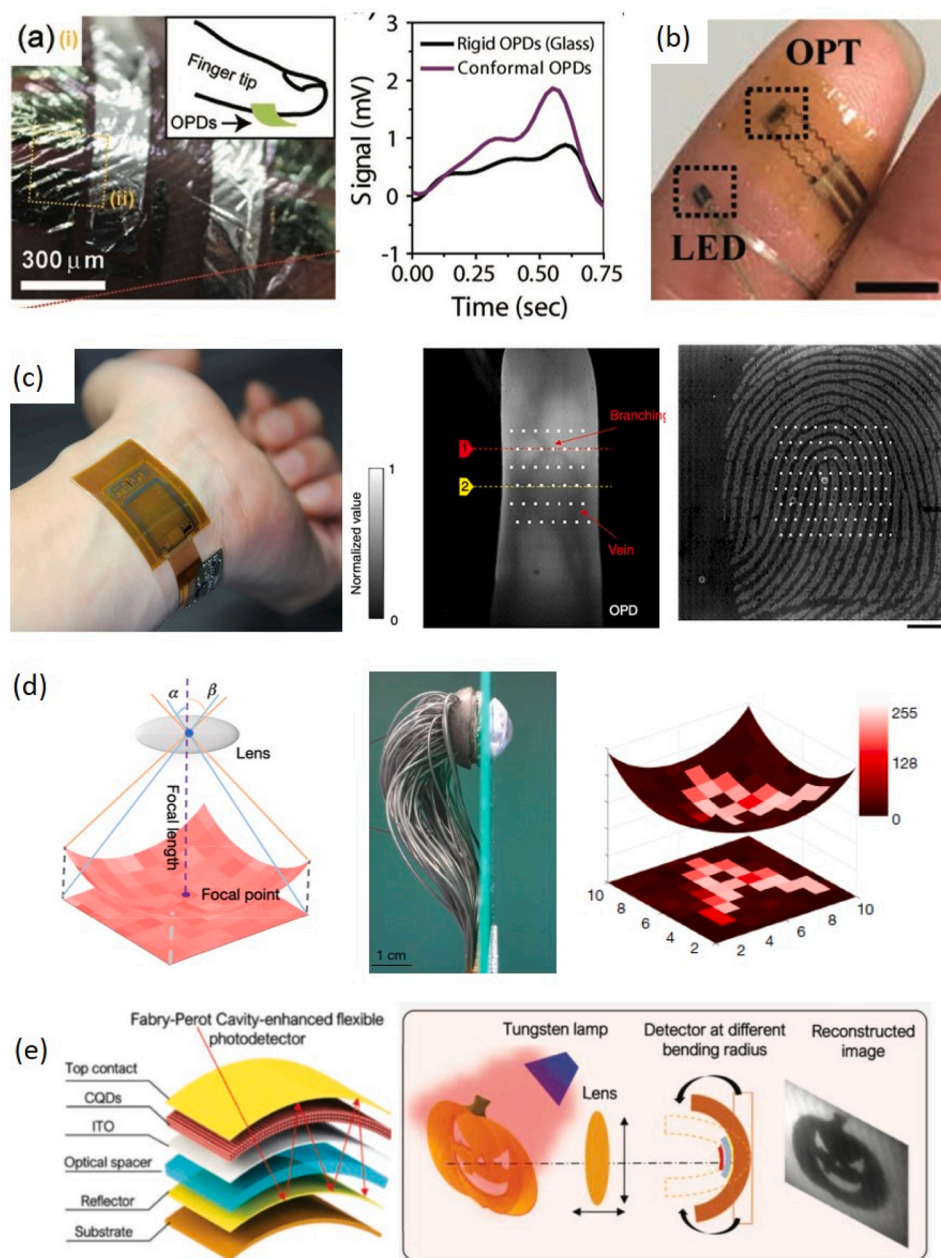 (a) (i)
Finger tip
OPDs
(ii)
300 μm
Rigid OPDs (Glass)
Conformal OPDs
Signal (mV)
3
2
1
0
-1
0.00 0.25 0.50 0.75
Time (sec)
(b)
OPT
LED
(c)
1
Normalized value
0
Branching
1
2
Vein
OPD
(d)
α β
Lens
Focal length
Focal point
1 cm
255
128
0
10
8
6
4
2
2
4
6
8
10
(e)
Fabry-Perot Cavity-enhanced flexible
photodetector
Top contact
CQDs
ITO
Optical spacer
Reflector
Substrate
Tungsten lamp
Lens
Detector at different
bending radius
Reconstructed
image